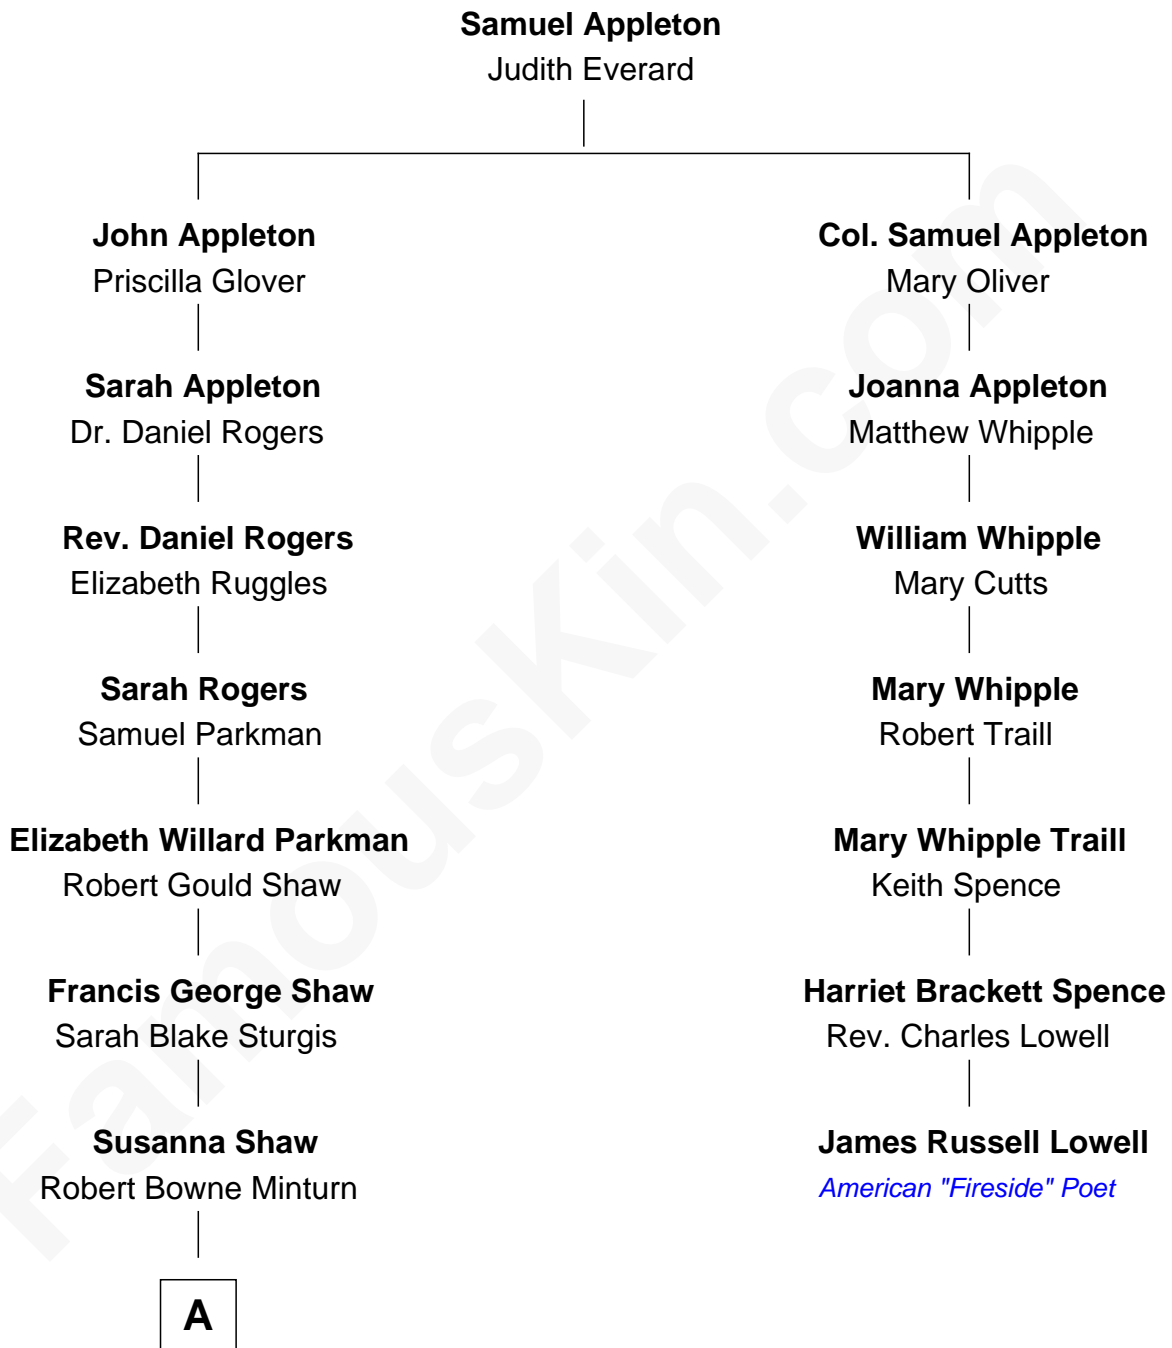 Samuel Appleton
Judith Everard
John Appleton
Priscilla Glover
Col. Samuel Appleton
Mary Oliver
Sarah Appleton
Dr. Daniel Rogers
Joanna Appleton
Matthew Whipple
Rev. Daniel Rogers
Elizabeth Ruggles
William Whipple
Mary Cutts
Sarah Rogers
Samuel Parkman
Mary Whipple
Robert Traill
Elizabeth Willard Parkman
Robert Gould Shaw
Mary Whipple Traill
Keith Spence
Francis George Shaw
Sarah Blake Sturgis
Harriet Brackett Spence
Rev. Charles Lowell
Susanna Shaw
Robert Bowne Minturn
James Russell Lowell
American "Fireside" Poet
A
FamousKin.com